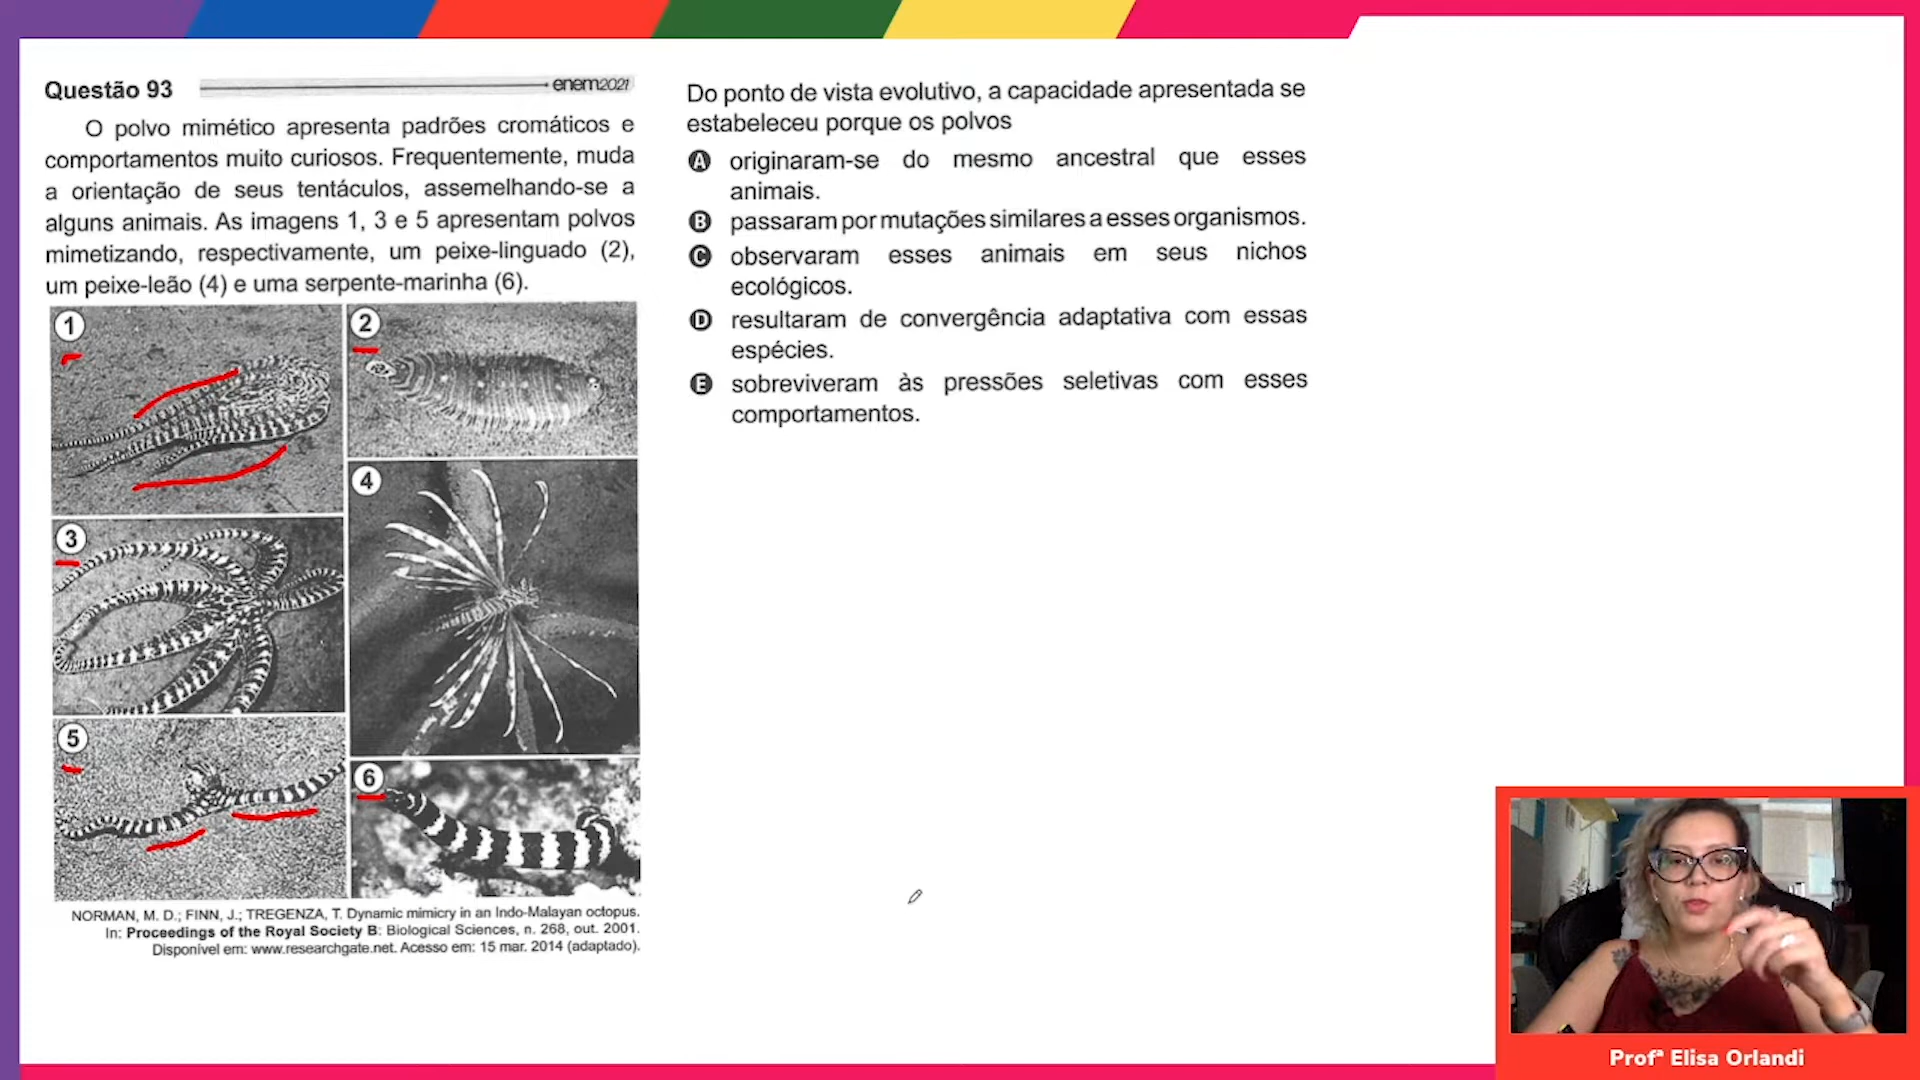 Questão 93
enem2021
O polvo mimético apresenta padrões cromáticos e
comportamentos muito curiosos. Frequentemente, muda
a orientação de seus tentáculos, assemelhando-se a
alguns animais. As imagens 1, 3 e 5 apresentam polvos
mimetizando, respectivamente, um peixe-linguado (2),
um peixe-leão (4) e uma serpente-marinha (6).
1
2
3
4
5
6
NORMAN, M. D.; FINN, J.; TREGENZA, T. Dynamic mimicry in an Indo-Malayan octopus.
In: Proceedings of the Royal Society B: Biological Sciences, n. 268, out. 2001.
Disponível em: www.researchgate.net. Acesso em: 15 mar. 2014 (adaptado).
Do ponto de vista evolutivo, a capacidade apresentada se
estabeleceu porque os polvos
A originaram-se do mesmo ancestral que esses
animais.
B passaram por mutações similares a esses organismos.
C observaram esses animais em seus nichos
ecológicos.
D resultaram de convergência adaptativa com essas
espécies.
E sobreviveram às pressões seletivas com esses
comportamentos.
Profª Elisa Orlandi